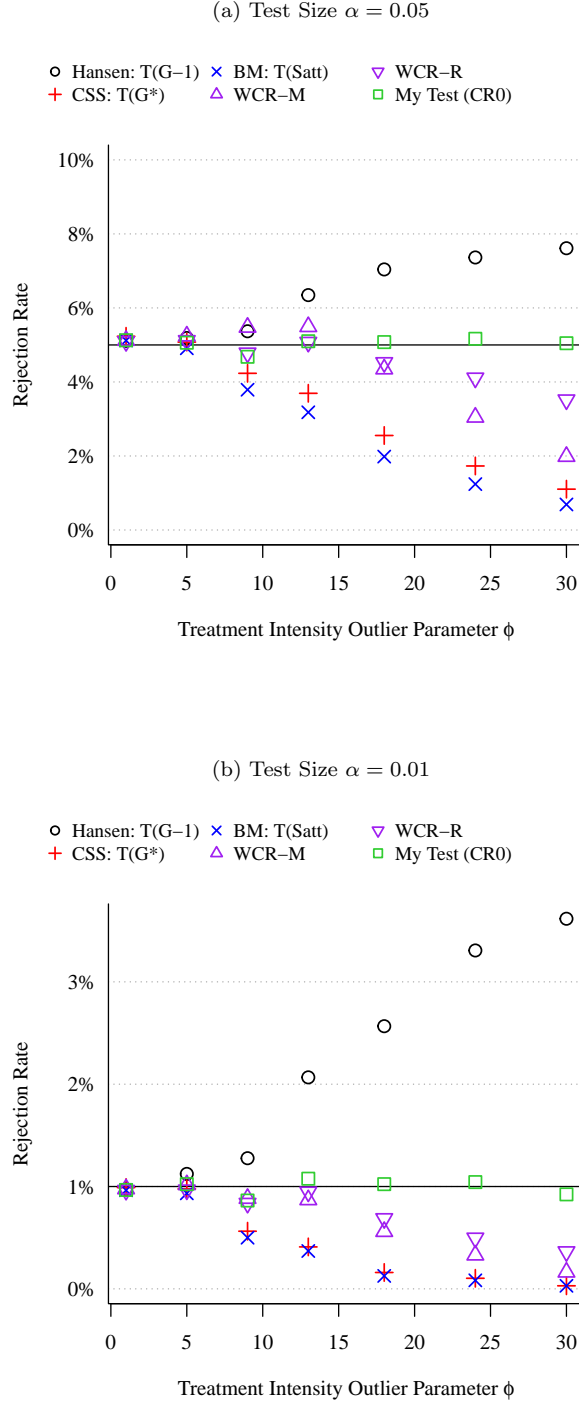 (a) Test Size α = 0.05
Hansen: T(G−1) BM: T(Satt) WCR−R
CSS: T(G*) WCR−M My Test (CR0)
10%
8%
6%
4%
2%
0%
Rejection Rate
0 5 10 15 20 25 30
Treatment Intensity Outlier Parameter ϕ
(b) Test Size α = 0.01
Hansen: T(G−1) BM: T(Satt) WCR−R
CSS: T(G*) WCR−M My Test (CR0)
3%
2%
1%
0%
Rejection Rate
0 5 10 15 20 25 30
Treatment Intensity Outlier Parameter ϕ